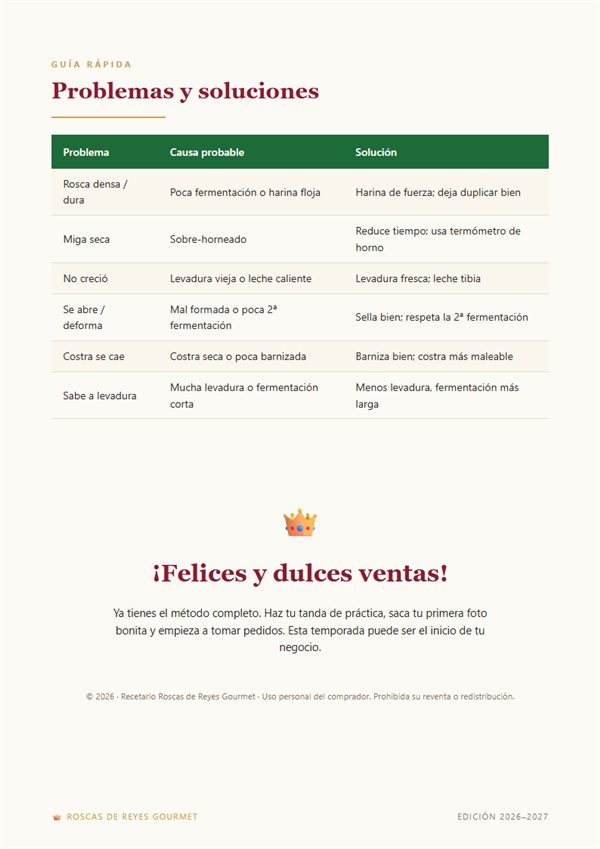 GUÍA RÁPIDA
Problemas y soluciones
Problema Causa probable Solución
Rosca densa /
dura
Poca fermentación o harina floja
Harina de fuerza; deja duplicar bien
Miga seca
Sobre-horneado
Reduce tiempo; usa termómetro de
horno
No creció
Levadura vieja o leche caliente
Levadura fresca; leche tibia
Se abre /
deforma
Mal formada o poca 2ª
fermentación
Sella bien; respeta la 2ª fermentación
Costra se cae
Costra seca o poca barnizada
Barniza bien; costra más maleable
Sabe a levadura
Mucha levadura o fermentación
corta
Menos levadura, fermentación más
larga
¡Felices y dulces ventas!
Ya tienes el método completo. Haz tu tanda de práctica, saca tu primera foto
bonita y empieza a tomar pedidos. Esta temporada puede ser el inicio de tu
negocio.
© 2026 · Recetario Roscas de Reyes Gourmet · Uso personal del comprador. Prohibida su reventa o redistribución.
ROSCAS DE REYES GOURMET
EDICIÓN 2026–2027